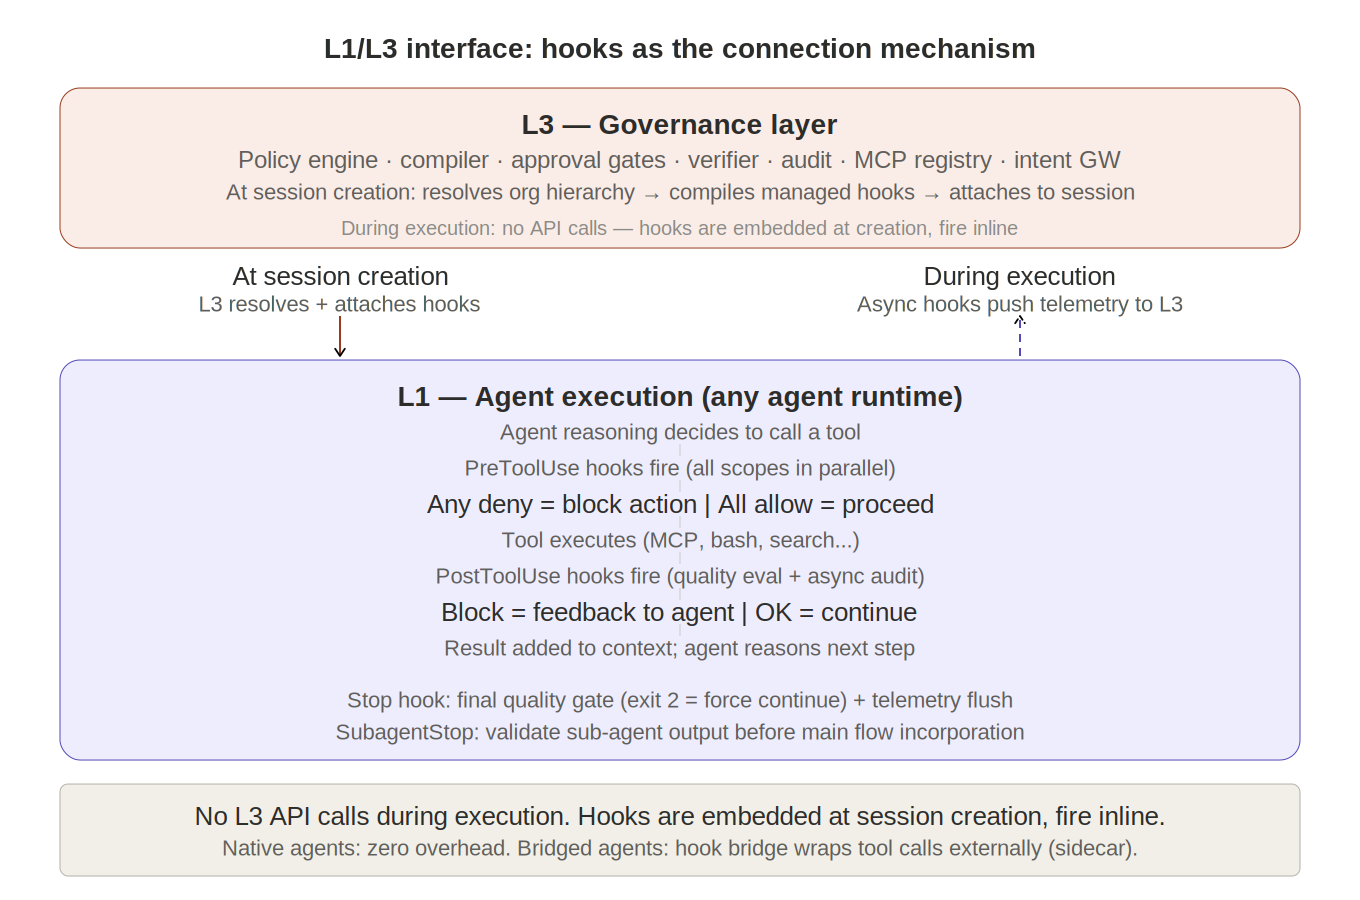 L1/L3 interface: hooks as the connection mechanism
L3 — Governance layer
Policy engine · compiler · approval gates · verifier · audit · MCP registry · intent GW
At session creation: resolves org hierarchy → compiles managed hooks → attaches to session
During execution: no API calls — hooks are embedded at creation, fire inline
At session creation
L3 resolves + attaches hooks
During execution
Async hooks push telemetry to L3
L1 — Agent execution (any agent runtime)
Agent reasoning decides to call a tool
PreToolUse hooks fire (all scopes in parallel)
Any deny = block action | All allow = proceed
Tool executes (MCP, bash, search...)
PostToolUse hooks fire (quality eval + async audit)
Block = feedback to agent | OK = continue
Result added to context; agent reasons next step
Stop hook: final quality gate (exit 2 = force continue) + telemetry flush
SubagentStop: validate sub-agent output before main flow incorporation
No L3 API calls during execution. Hooks are embedded at session creation, fire inline.
Native agents: zero overhead. Bridged agents: hook bridge wraps tool calls externally (sidecar).